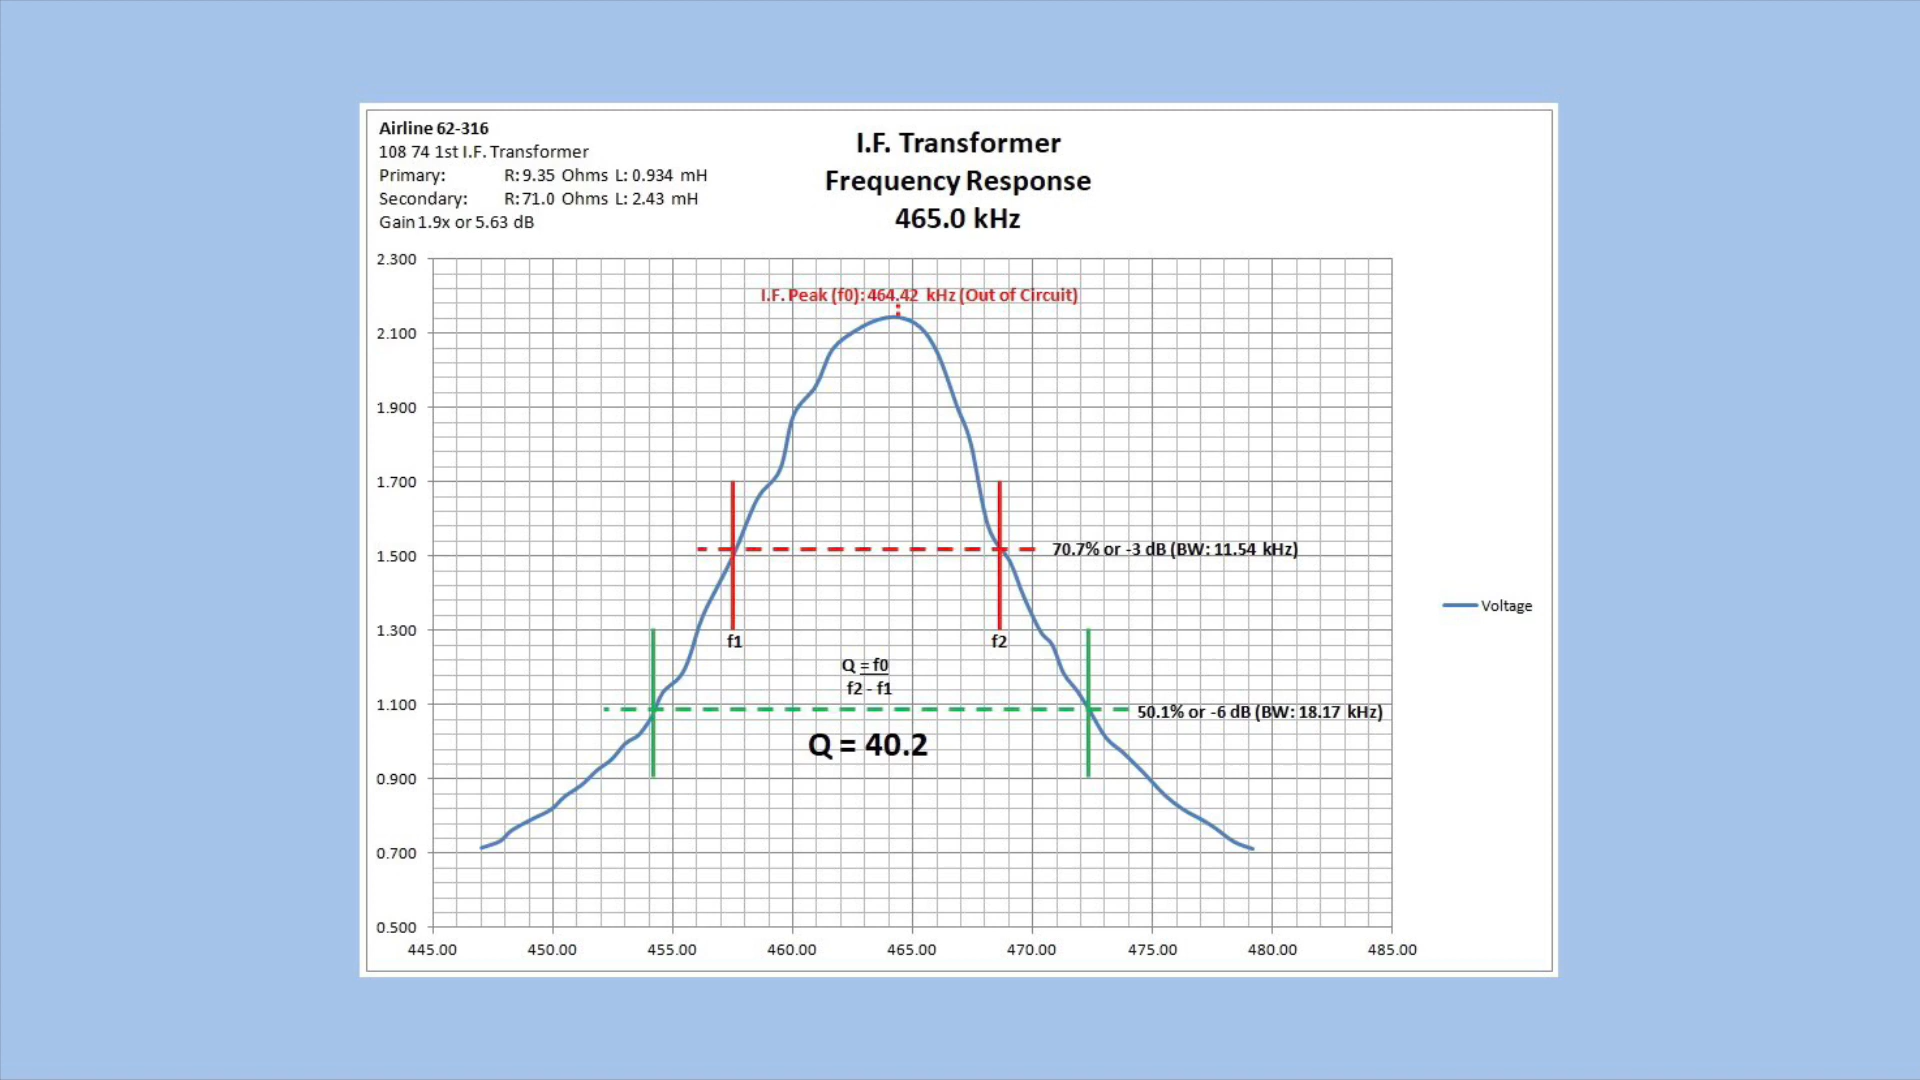 Airline 62-316
108 74 1st I.F. Transformer
Primary: R: 9.35 Ohms L: 0.934 mH
Secondary: R: 71.0 Ohms L: 2.43 mH
Gain 1.9x or 5.63 dB
I.F. Transformer
Frequency Response
465.0 kHz
2.300
I.F. Peak (f0): 464.42 kHz (Out of Circuit)
2.100
1.900
1.700
70.7% or -3 dB (BW: 11.54 kHz)
1.500
Voltage
1.300
f1 f2
Q = f0
f2 - f1
1.100
50.1% or -6 dB (BW: 18.17 kHz)
Q = 40.2
0.900
0.700
0.500
445.00 450.00 455.00 460.00 465.00 470.00 475.00 480.00 485.00